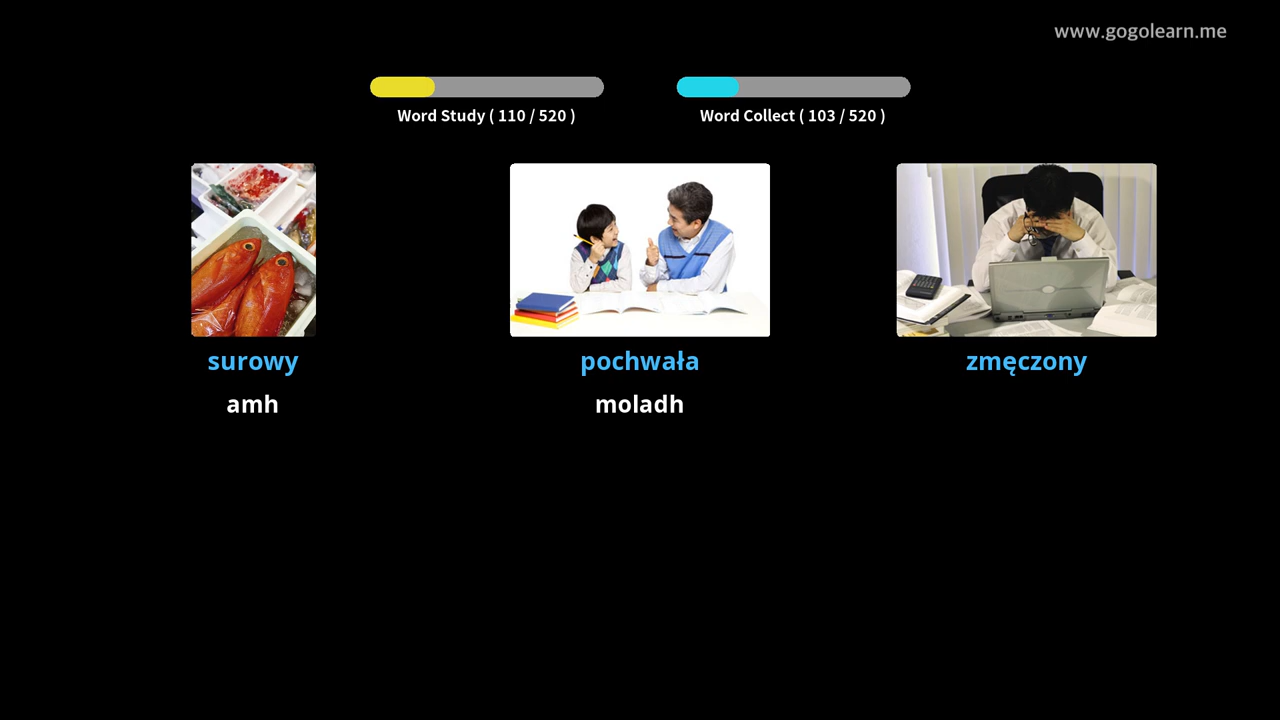 www.gogolearn.me
Word Study ( 110 / 520 )
Word Collect ( 103 / 520 )
surowy
pochwała
zmęczony
amh
moladh